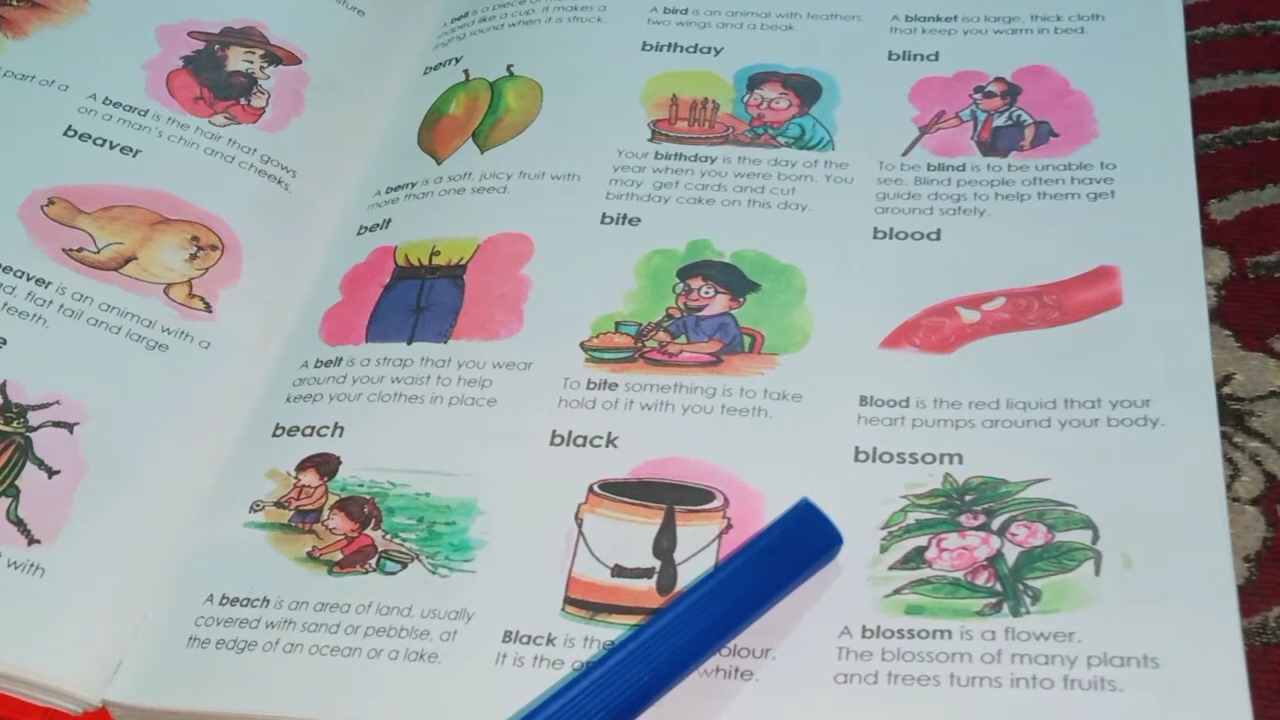 part of a
A beard is the hair that gows
on a man's chin and cheeks.
beaver
beaver is an animal with a
flat tail and large
teeth.
with
A bell is a piece
like a cup. It makes a
ringing sound when it is struck.
berry
A berry is a soft, juicy fruit with
more than one seed.
belt
A belt is a strap that you wear
around your waist to help
keep your clothes in place
beach
A beach is an area of land, usually
covered with sand or pebblse, at
the edge of an ocean or a lake.
A bird is an animal with feathers,
two wings and a beak.
birthday
Your birthday is the day of the
year when you were born. You
may get cards and cut
birthday cake on this day.
bite
To bite something is to take
hold of it with you teeth.
black
Black is the
It is the white.
A blanket isa large, thick cloth
that keep you warm in bed.
blind
To be blind is to be unable to
see. Blind people often have
guide dogs to help them get
around safely.
blood
Blood is the red liquid that your
heart pumps around your body.
blossom
A blossom is a flower.
The blossom of many plants
and trees turns into fruits.